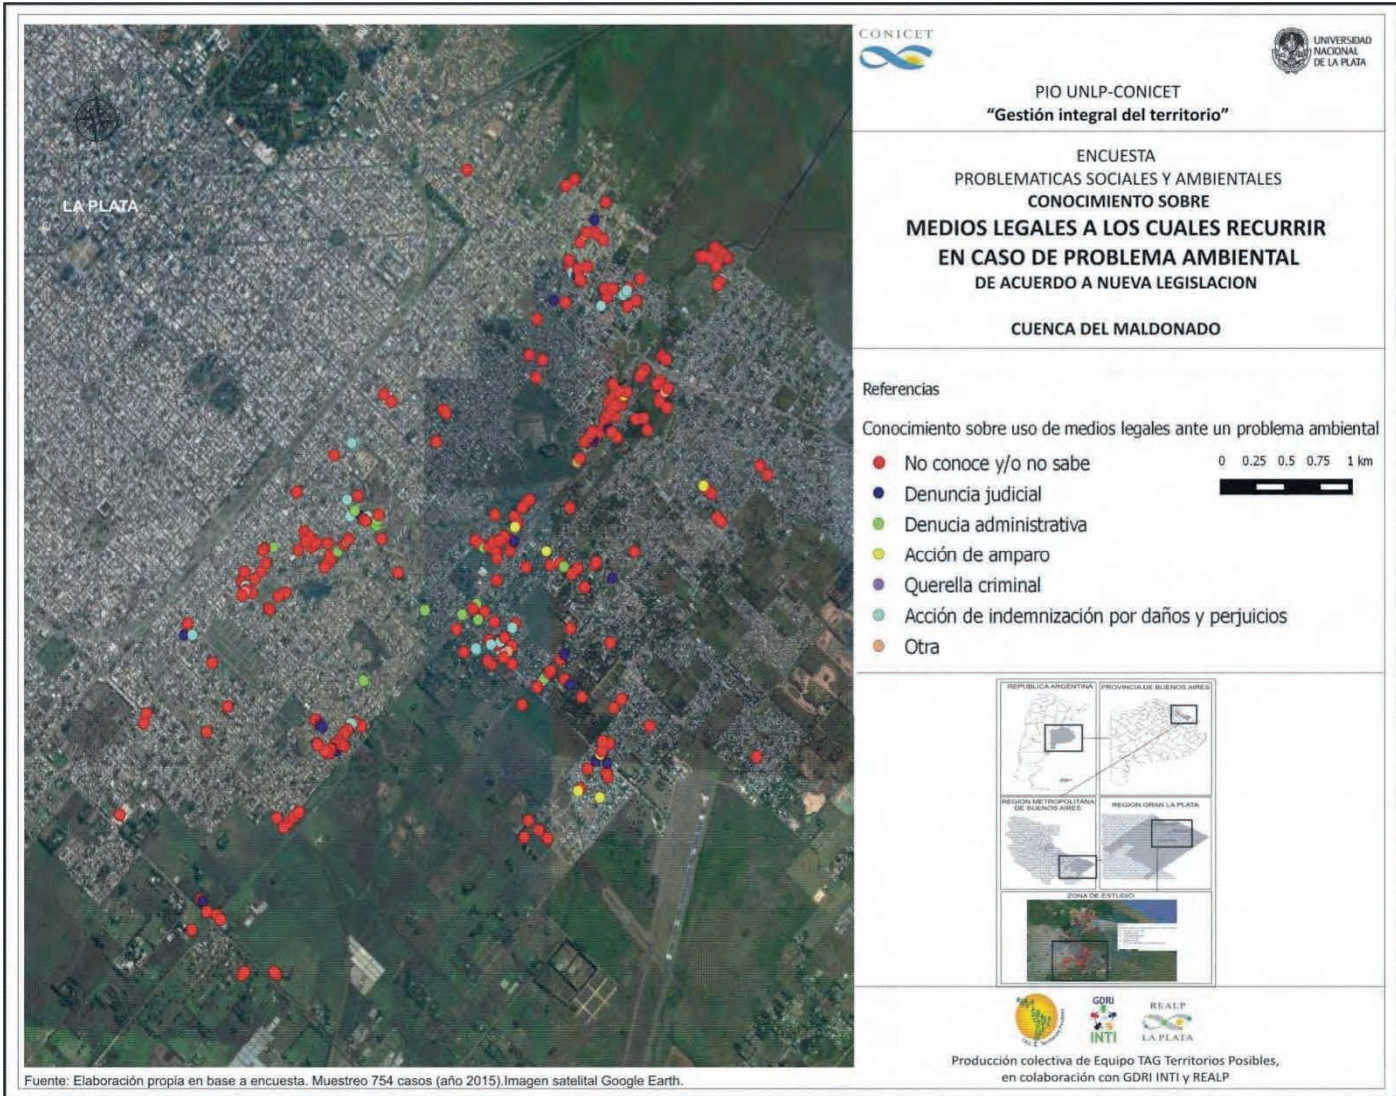 LA PLATA
CONICET
UNIVERSIDAD
NACIONAL
DE LA PLATA
PIO UNLP-CONICET
“Gestión integral del territorio”
ENCUESTA
PROBLEMATICAS SOCIALES Y AMBIENTALES
CONOCIMIENTO SOBRE
MEDIOS LEGALES A LOS CUALES RECURRIR
EN CASO DE PROBLEMA AMBIENTAL
DE ACUERDO A NUEVA LEGISLACION
CUENCA DEL MALDONADO
Referencias
Conocimiento sobre uso de medios legales ante un problema ambiental
No conoce y/o no sabe
0 0.25 0.5 0.75 1 km
Denuncia judicial
Denucia administrativa
Acción de amparo
Querella criminal
Acción de indemnización por daños y perjuicios
Otra
REPUBLICA ARGENTINA
PROVINCIA DE BUENOS AIRES
REGION METROPOLITANA
DE BUENOS AIRES
REGION GRAN LA PLATA
ZONA DE ESTUDIO
GDRI
INTI
REALP
LA PLATA
Producción colectiva de Equipo TAG Territorios Posibles,
en colaboración con GDRI INTI y REALP
Fuente: Elaboración propia en base a encuesta. Muestreo 754 casos (año 2015).Imagen satelital Google Earth.